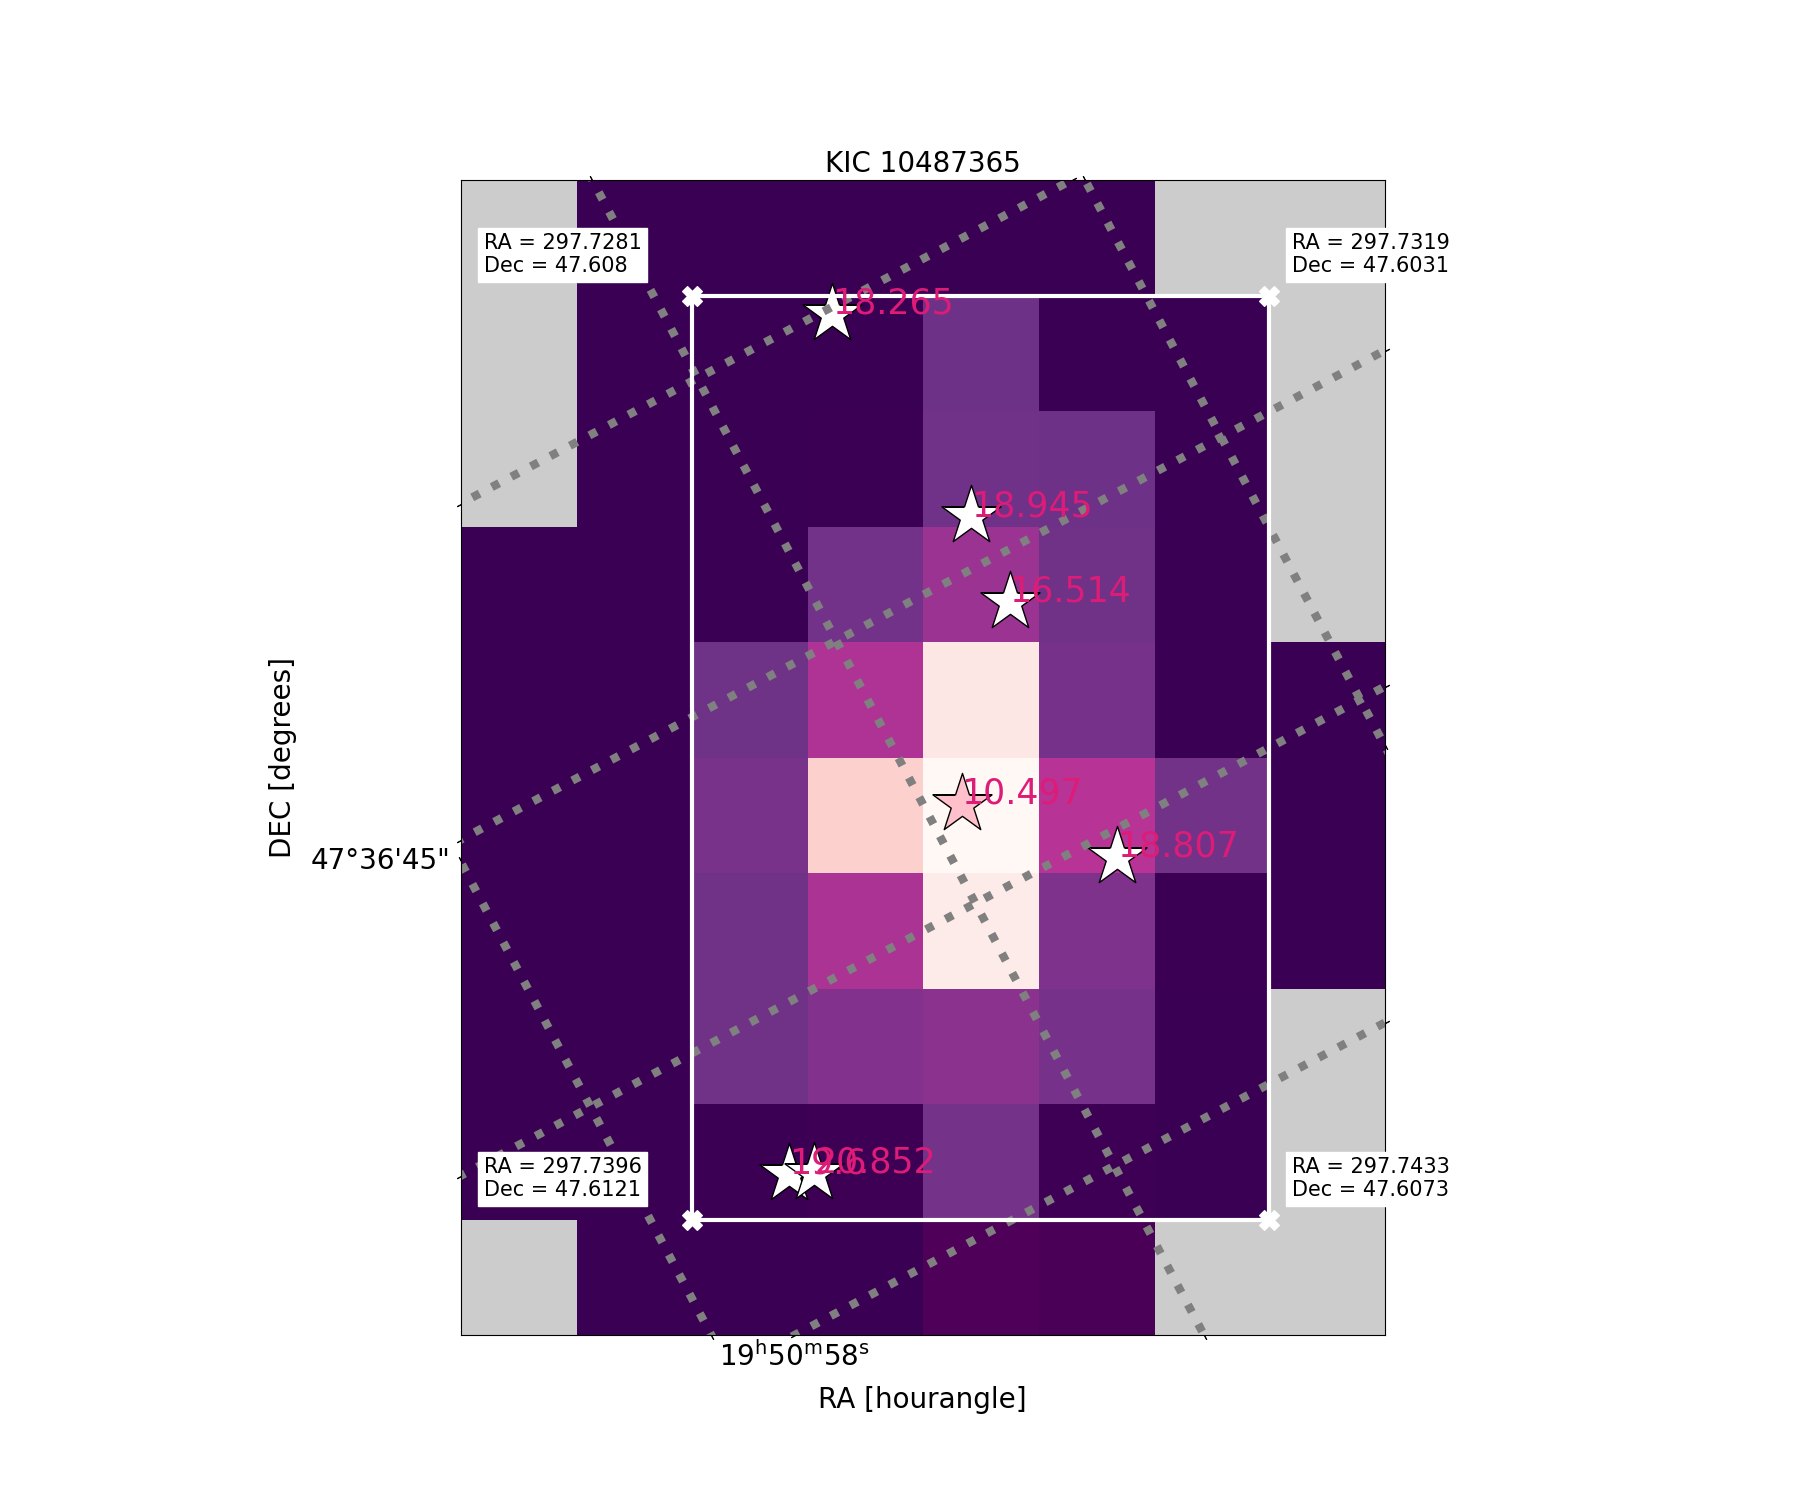 KIC 10487365
RA = 297.7281
Dec = 47.608
RA = 297.7319
Dec = 47.6031
18.265
18.945
16.514
10.497
18.807
DEC [degrees]
47°36'45"
20.852
RA = 297.7396
Dec = 47.6121
RA = 297.7433
Dec = 47.6073
19ʰ50ᵐ58ˢ
RA [hourangle]